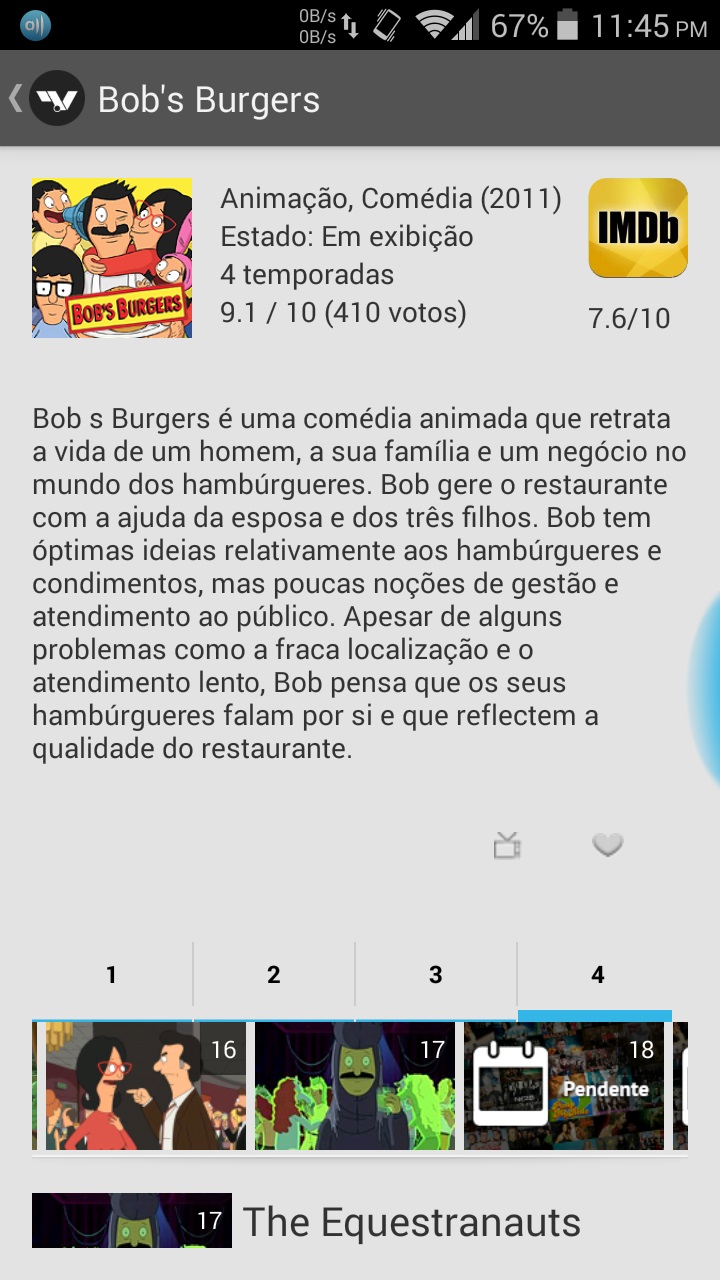 0B/s
0B/s
67%
11:45 PM
Bob's Burgers
BOB'S BURGERS
Animação, Comédia (2011)
Estado: Em exibição
4 temporadas
9.1 / 10 (410 votos)
IMDb
7.6/10
Bob s Burgers é uma comédia animada que retrata
a vida de um homem, a sua família e um negócio no
mundo dos hambúrgueres. Bob gere o restaurante
com a ajuda da esposa e dos três filhos. Bob tem
óptimas ideias relativamente aos hambúrgueres e
condimentos, mas poucas noções de gestão e
atendimento ao público. Apesar de alguns
problemas como a fraca localização e o
atendimento lento, Bob pensa que os seus
hambúrgueres falam por si e que reflectem a
qualidade do restaurante.
1 2 3 4
16 17 18
Pendente
17 The Equestranauts